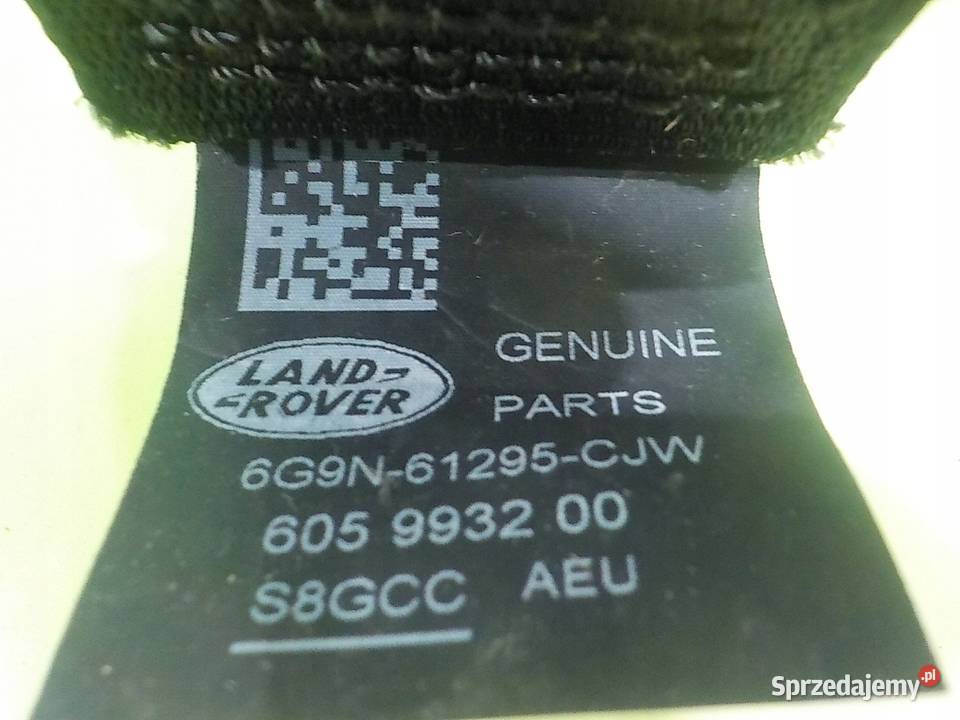 LAND-
ROVER
GENUINE
PARTS
6G9N-61295-CJW
605 9932 00
S8GCC AEU
Sprzedajemy.pl